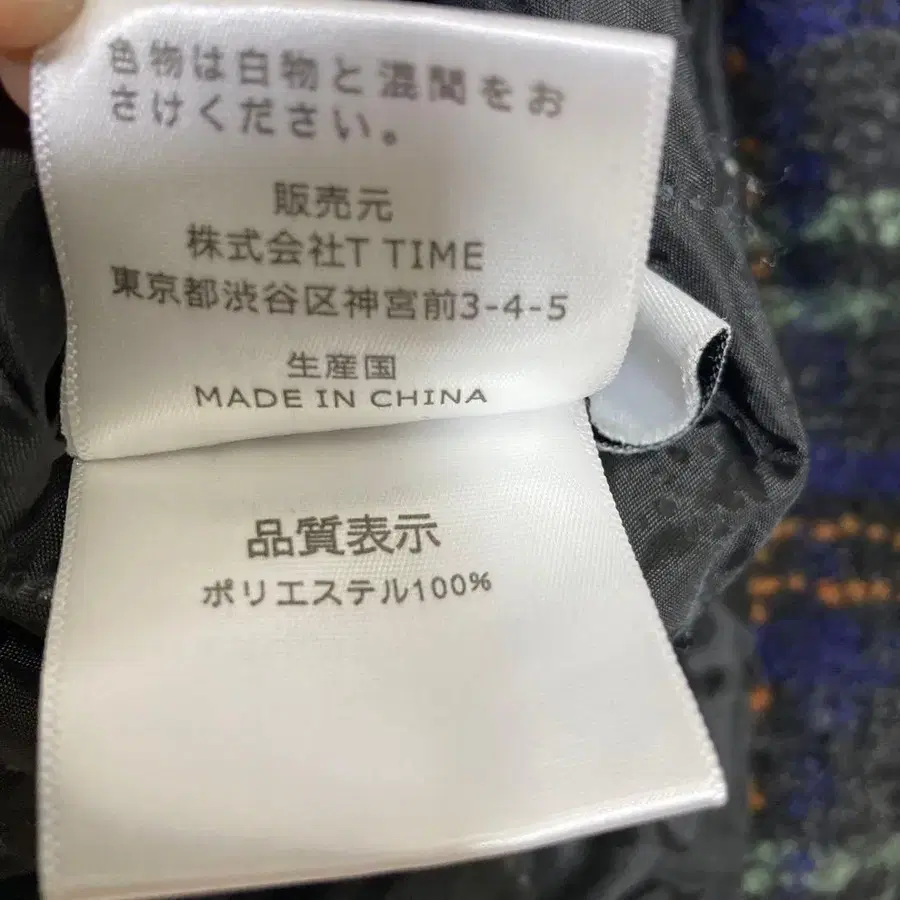 色物は白物と混閣をお
さけください。
販売元
株式会社T TIME
東京都渋谷区神宮前3-4-5
生産国
MADE IN CHINA
品質表示
ポリエステル100%